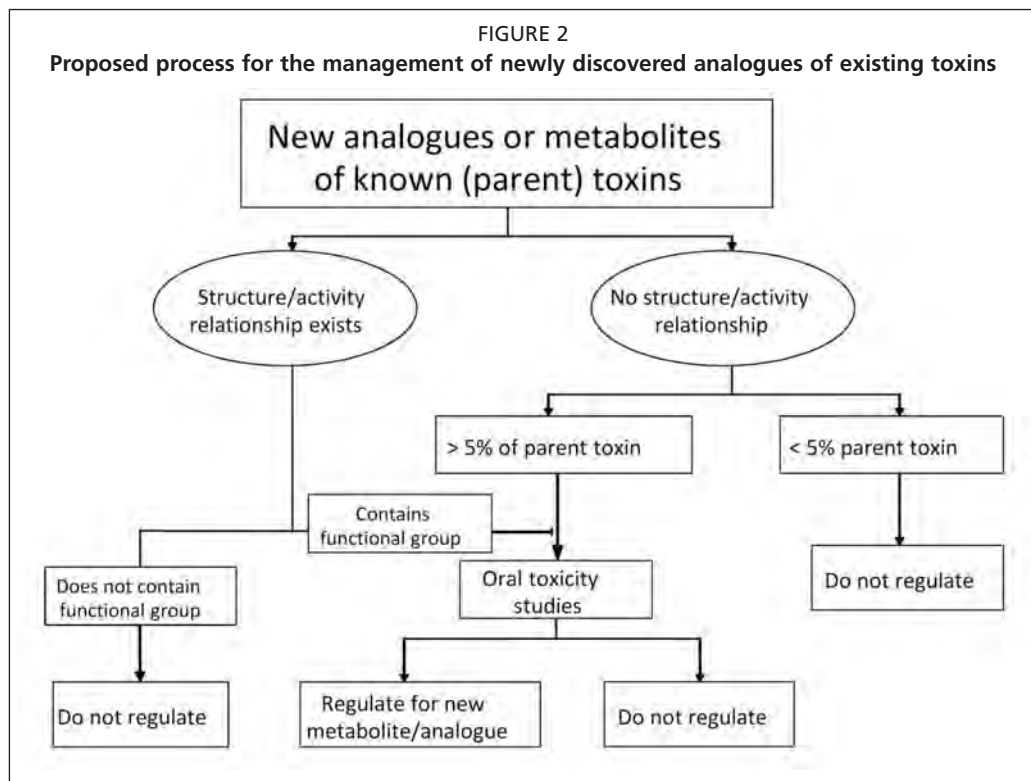 FIGURE 2
Proposed process for the management of newly discovered analogues of existing toxins
New analogues or metabolites
of known (parent) toxins
Structure/activity
relationship exists
No structure/activity
relationship
> 5% of parent toxin
< 5% parent toxin
Contains
functional group
Does not contain
functional group
Oral toxicity
studies
Do not regulate
Do not regulate
Regulate for new
metabolite/analogue
Do not regulate